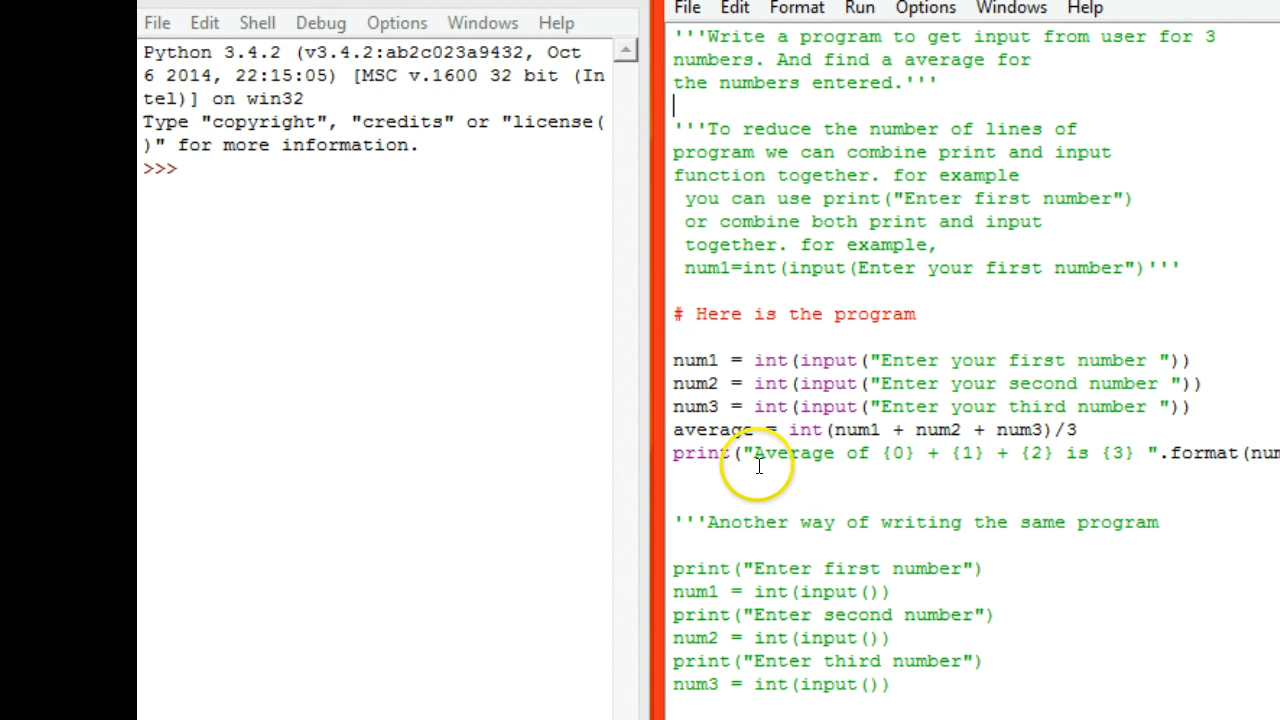 File Edit Shell Debug Options Windows Help
Python 3.4.2 (v3.4.2:ab2c023a9432, Oct
6 2014, 22:15:05) [MSC v.1600 32 bit (In
tel)] on win32
Type "copyright", "credits" or "license(
)" for more information.
>>>
File Edit Format Run Options Windows Help
'''Write a program to get input from user for 3
numbers. And find a average for
the numbers entered.'''
'''To reduce the number of lines of
program we can combine print and input
function together. for example
you can use print("Enter first number")
or combine both print and input
together. for example,
num1=int(input(Enter your first number")'''
# Here is the program
num1 = int(input("Enter your first number "))
num2 = int(input("Enter your second number "))
num3 = int(input("Enter your third number "))
average = int(num1 + num2 + num3)/3
print("Average of {0} + {1} + {2} is {3} ".format(num
'''Another way of writing the same program
print("Enter first number")
num1 = int(input())
print("Enter second number")
num2 = int(input())
print("Enter third number")
num3 = int(input())